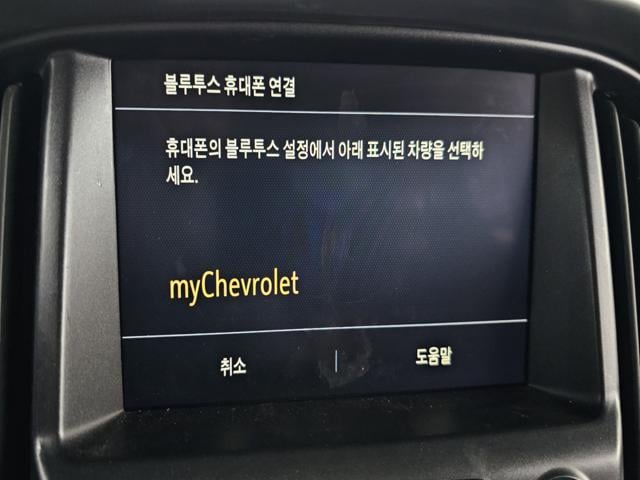 블루투스 휴대폰 연결
휴대폰의 블루투스 설정에서 아래 표시된 차량을 선택하
세요.
myChevrolet
취소
도움말